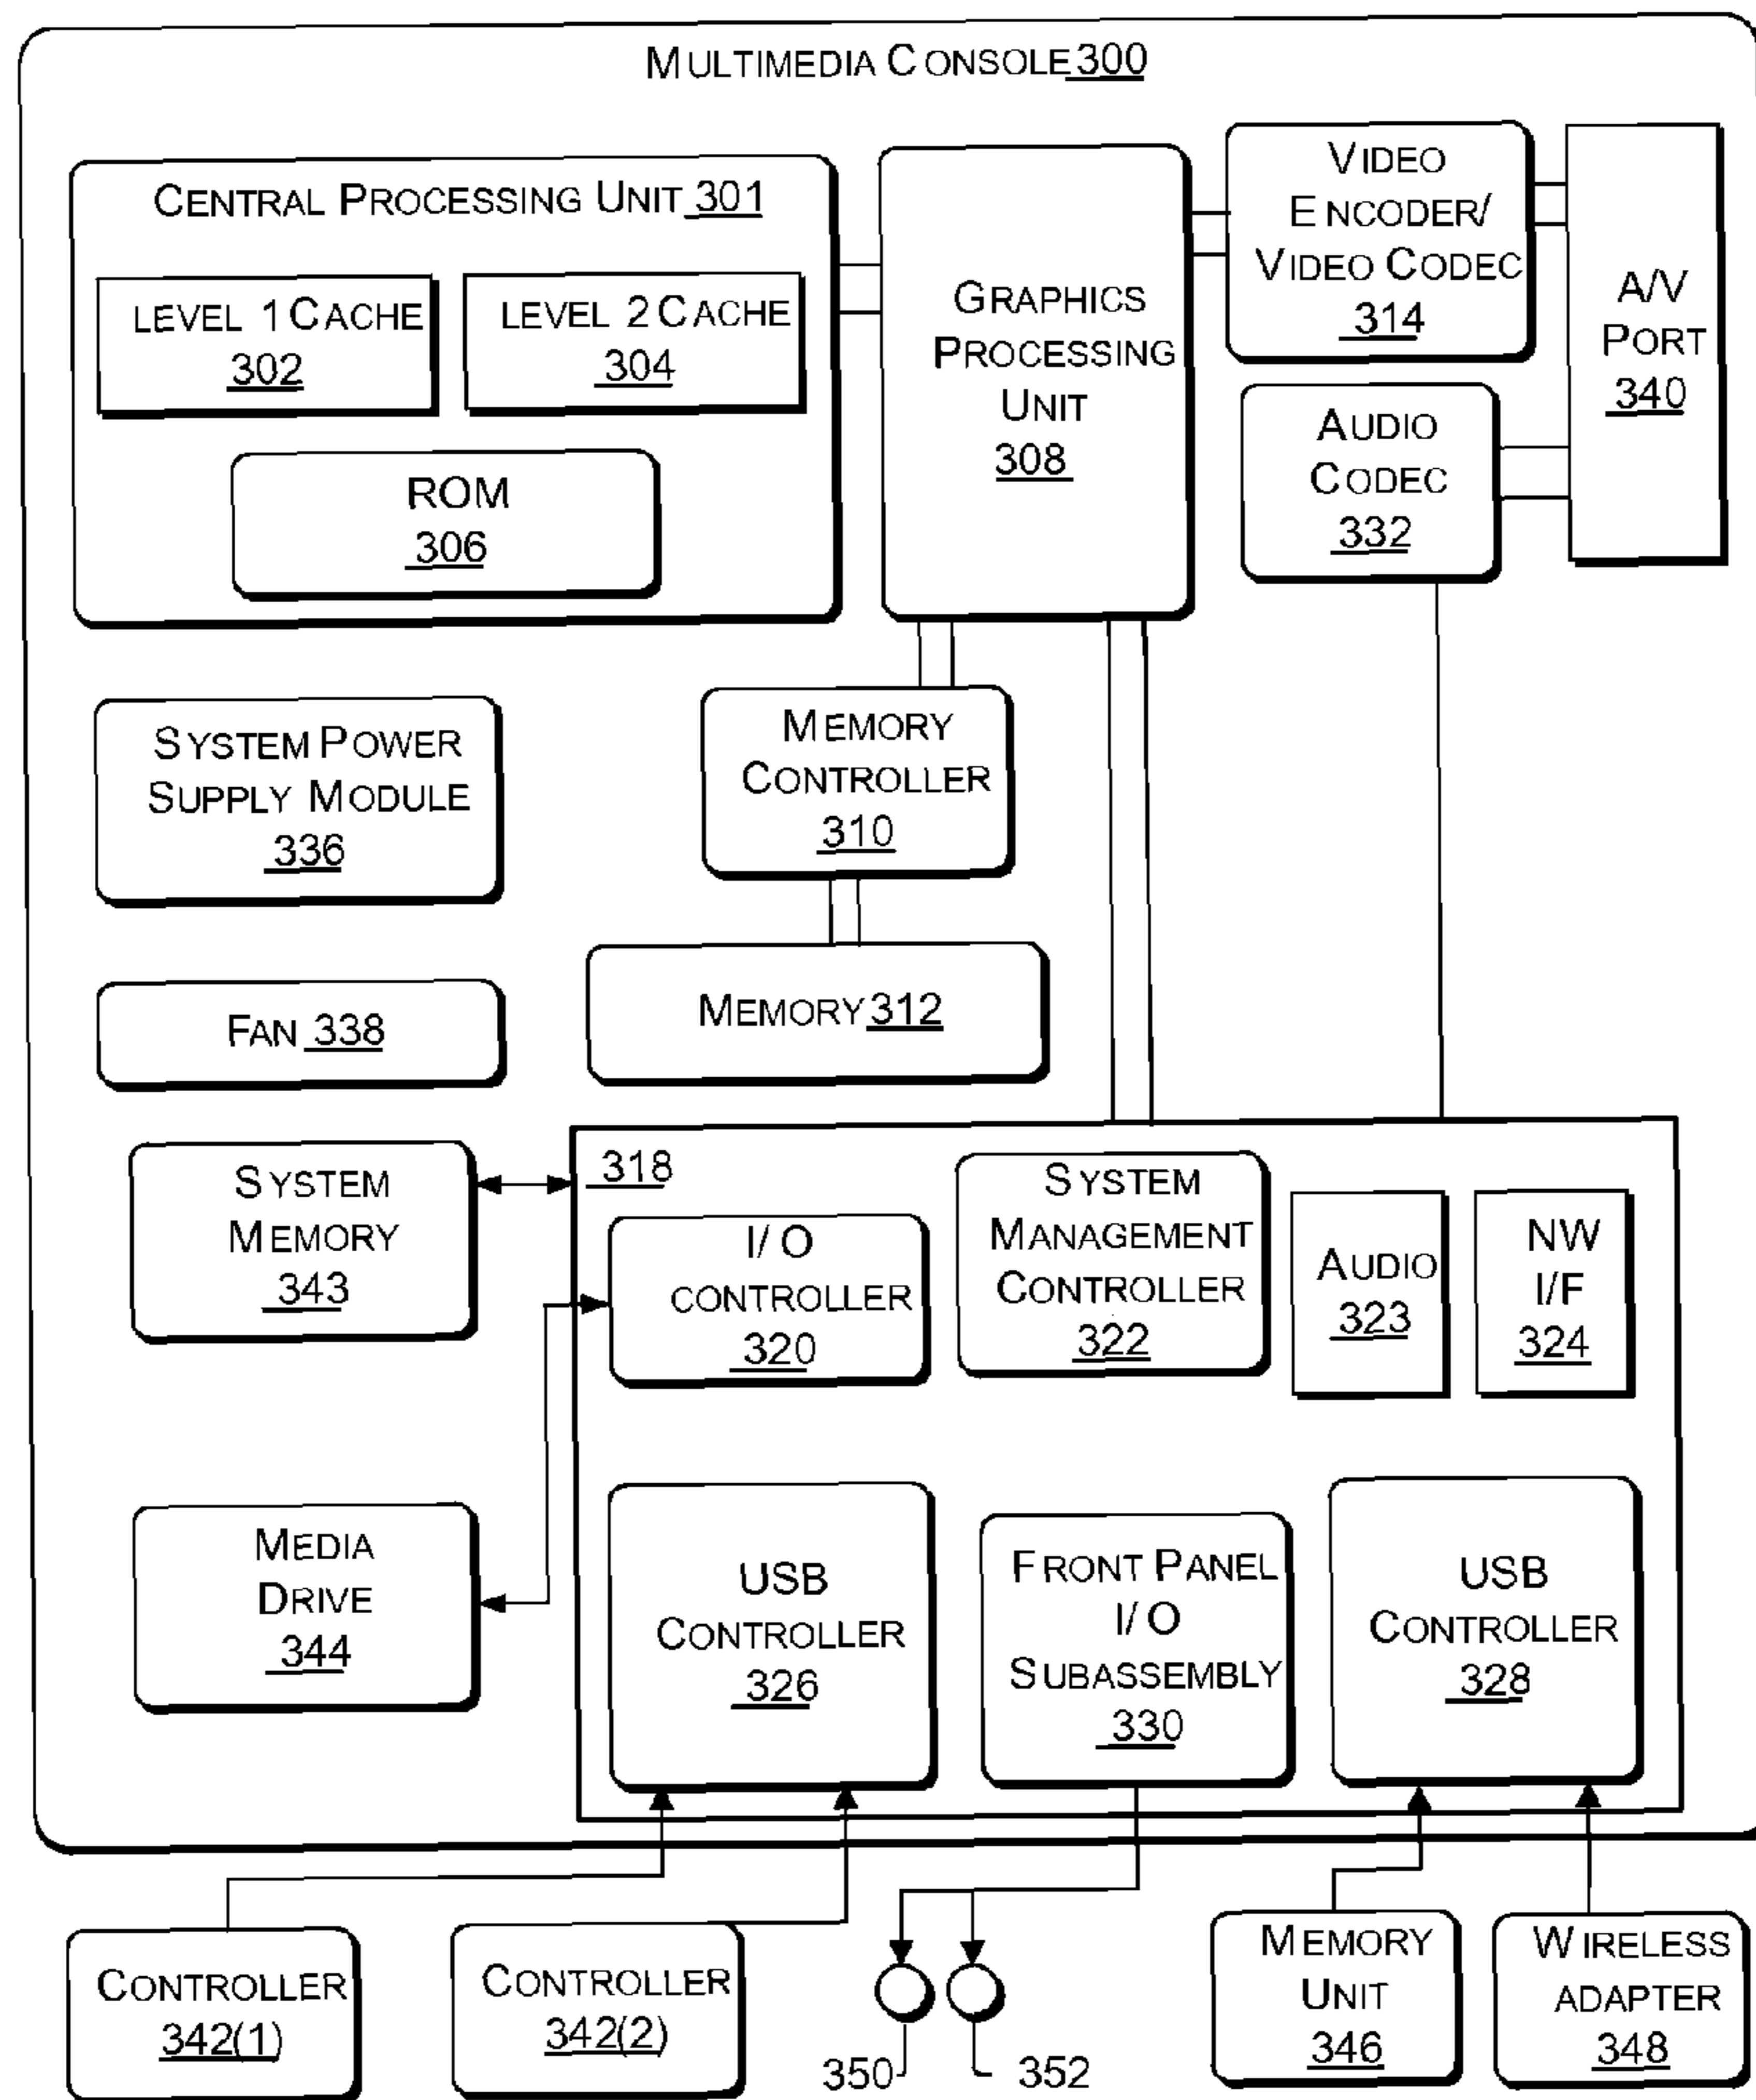 MULTIMEDIA CONSOLE 300
CENTRAL PROCESSING UNIT 301
LEVEL 1 CACHE
302
LEVEL 2 CACHE
304
ROM
306
GRAPHICS
PROCESSING
UNIT
308
VIDEO
ENCODER/
VIDEO CODEC
314
A/V
PORT
340
AUDIO
CODEC
332
SYSTEM POWER
SUPPLY MODULE
336
MEMORY
CONTROLLER
310
FAN 338
MEMORY 312
SYSTEM
MEMORY
343
318
I/O
CONTROLLER
320
SYSTEM
MANAGEMENT
CONTROLLER
322
AUDIO
323
NW
I/F
324
MEDIA
DRIVE
344
USB
CONTROLLER
326
FRONT PANEL
I/O
SUBASSEMBLY
330
USB
CONTROLLER
328
CONTROLLER
342(1)
CONTROLLER
342(2)
350
352
MEMORY
UNIT
346
WIRELESS
ADAPTER
348